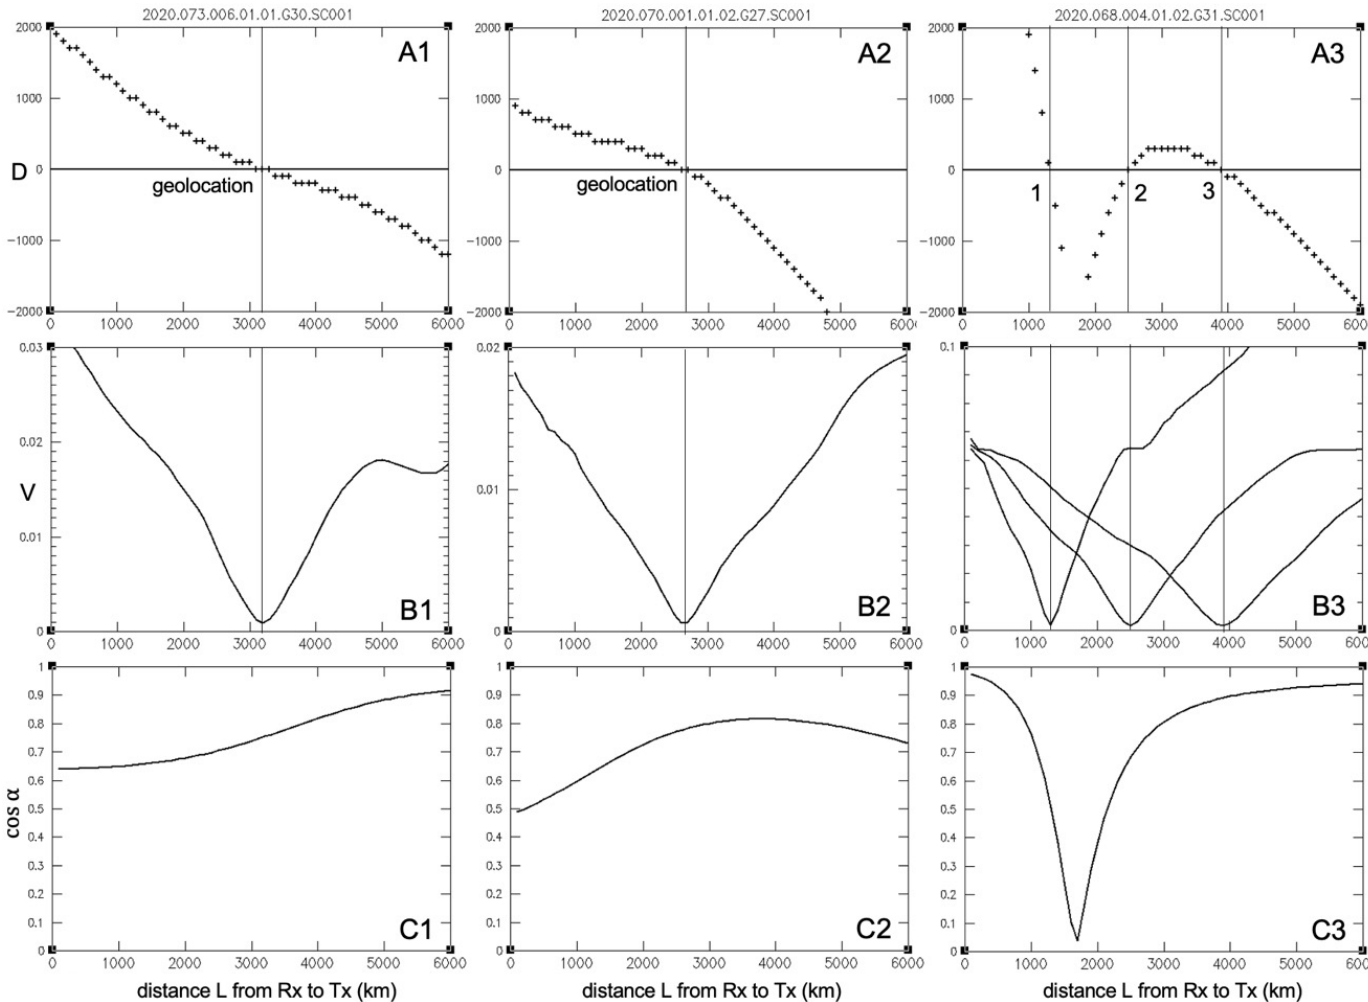 2020.073.006.01.01.G30.SC001
2020.070.001.01.02.G27.SC001
2020.068.004.01.02.G31.SC001
2000
1000
0
−1000
−2000
D
A1
geolocation
0 1000 2000 3000 4000 5000 6000
2000
1000
0
−1000
−2000
A2
geolocation
0 1000 2000 3000 4000 5000 600
2000
1000
0
−1000
−2000
A3
1 2 3
0 1000 2000 3000 4000 5000 600
0.03
0.02
0.01
0
V
B1
0 1000 2000 3000 4000 5000 6000
0.02
0.01
0
B2
0 1000 2000 3000 4000 5000 6000
0.1
0
B3
0 1000 2000 3000 4000 5000 600
1
0.9
0.8
0.7
0.6
0.5
0.4
0.3
0.2
0.1
0
cos α
C1
0 1000 2000 3000 4000 5000 6000
distance L from Rx to Tx (km)
1
0.9
0.8
0.7
0.6
0.5
0.4
0.3
0.2
0.1
0
C2
0 1000 2000 3000 4000 5000 6000
distance L from Rx to Tx (km)
1
0.9
0.8
0.7
0.6
0.5
0.4
0.3
0.2
0.1
0
C3
0 1000 2000 3000 4000 5000 600
distance L from Rx to Tx (km)